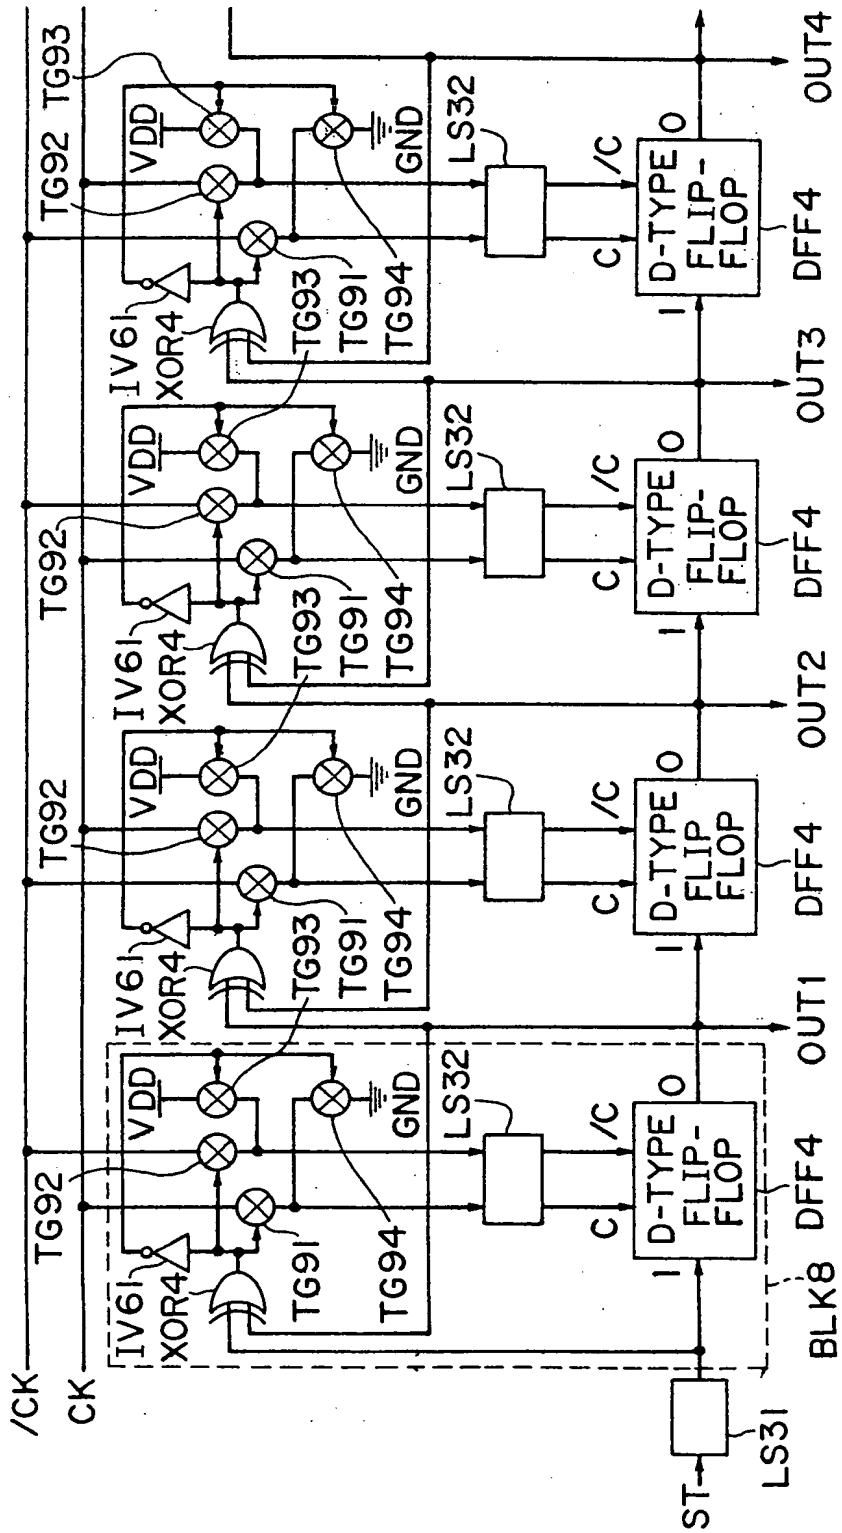 /CK
CK
TG92
IV61
XOR4
VDD
TG91
TG94
GND
LS32
C
/C
I
D-TYPE
FLIP-
FLOP
O
DFF4
BLK8
ST
LS31
OUT1
TG92
IV61
XOR4
VDD
TG93
TG91
TG94
GND
LS32
C
/C
I
D-TYPE
FLIP
FLOP
O
DFF4
OUT2
TG92
IV61
XOR4
VDD
TG93
TG91
TG94
GND
LS32
C
/C
I
D-TYPE
FLIP-
FLOP
O
DFF4
OUT3
TG92
TG93
IV61
XOR4
VDD
TG93
TG91
TG94
GND
LS32
C
/C
I
D-TYPE
FLIP-
FLOP
O
DFF4
OUT4